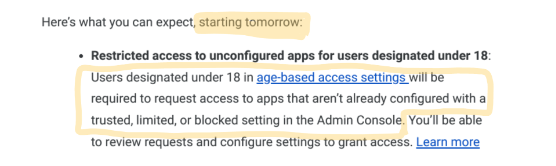 Here's what you can expect, starting tomorrow:
• Restricted access to unconfigured apps for users designated under 18:
Users designated under 18 in age-based access settings will be
required to request access to apps that aren't already configured with a
trusted, limited, or blocked setting in the Admin Console. You'll be able
to review requests and configure settings to grant access. Learn more